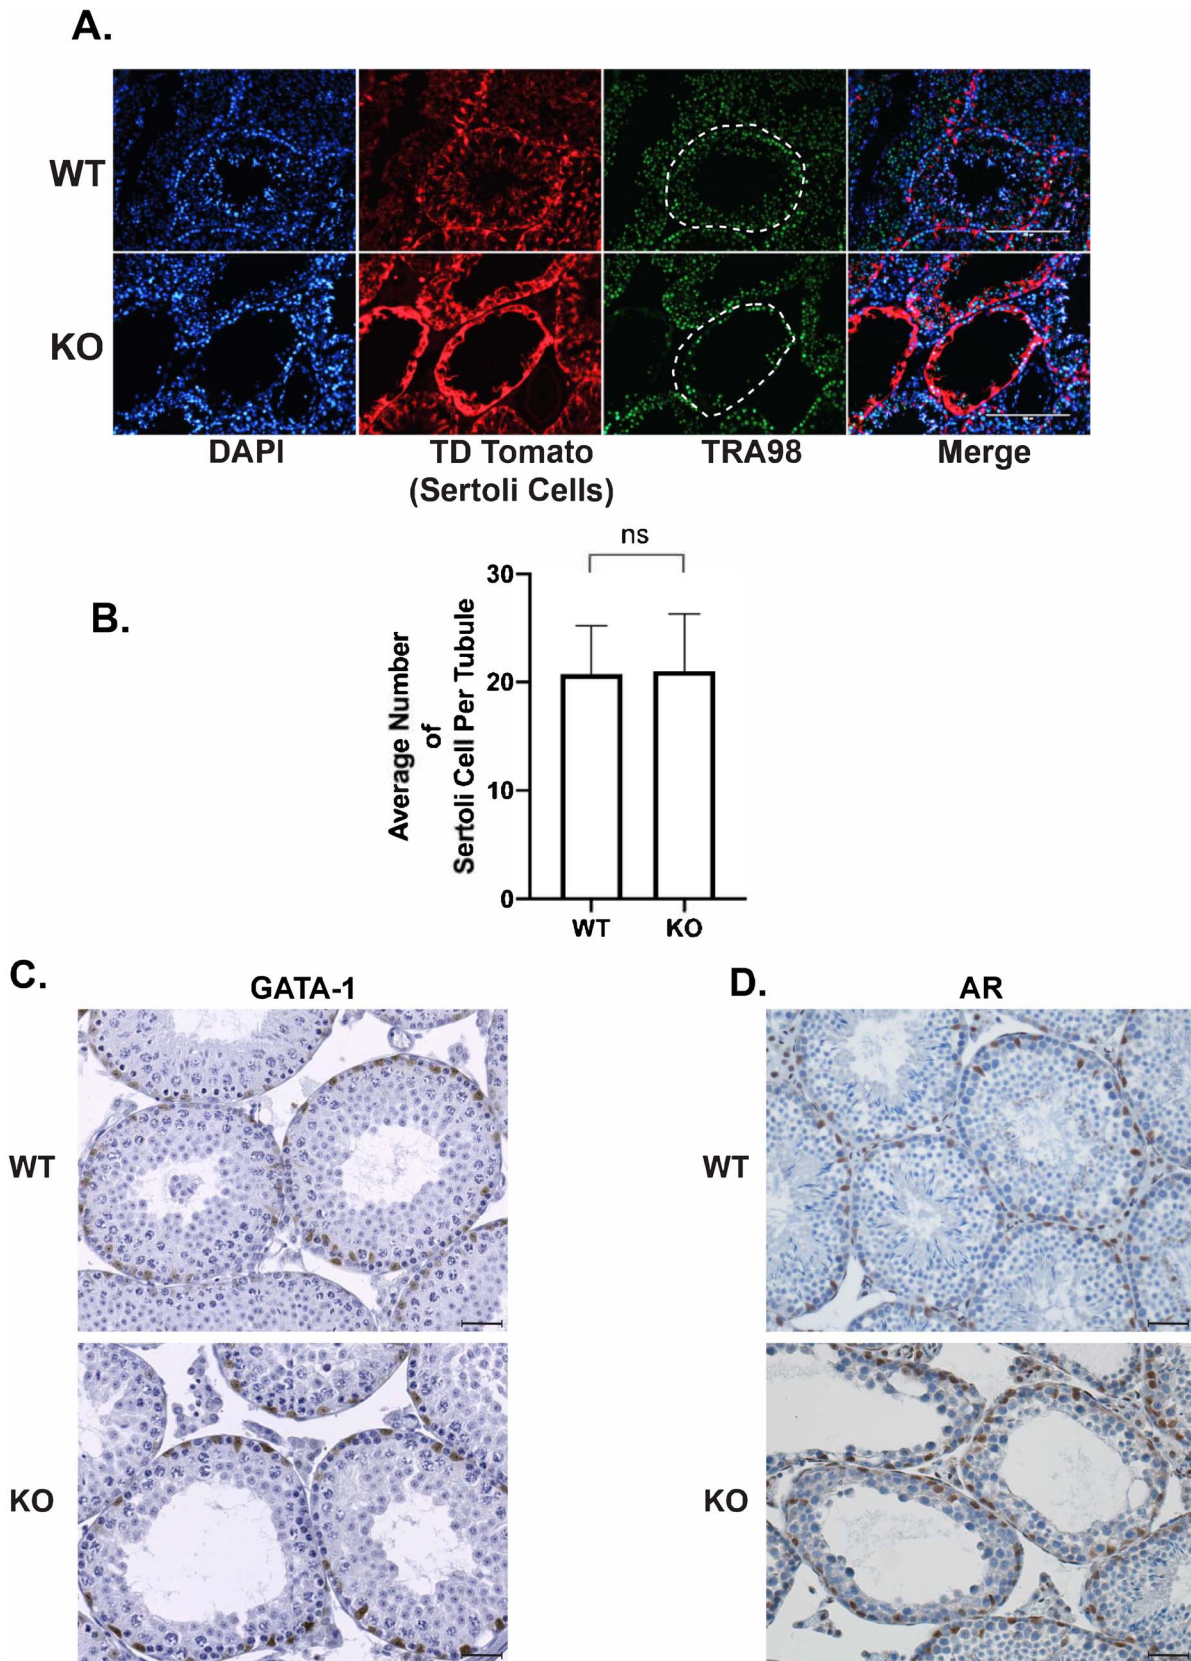 A.
WT
KO
DAPI
TD Tomato
(Sertoli Cells)
TRA98
Merge
B.
ns
Average Number
of
Sertoli Cell Per Tubule
30
20
10
0
WT
KO
C.
GATA-1
WT
KO
D.
AR
WT
KO